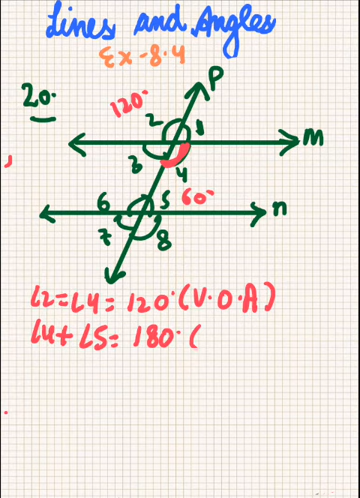 Lines and Angles
Ex-8.4
20.
P
120°
2 1
m
3 4
6 5 60°
n
7 8
∠2=∠4=120°(V.O.A)
∠4+∠5=180°(